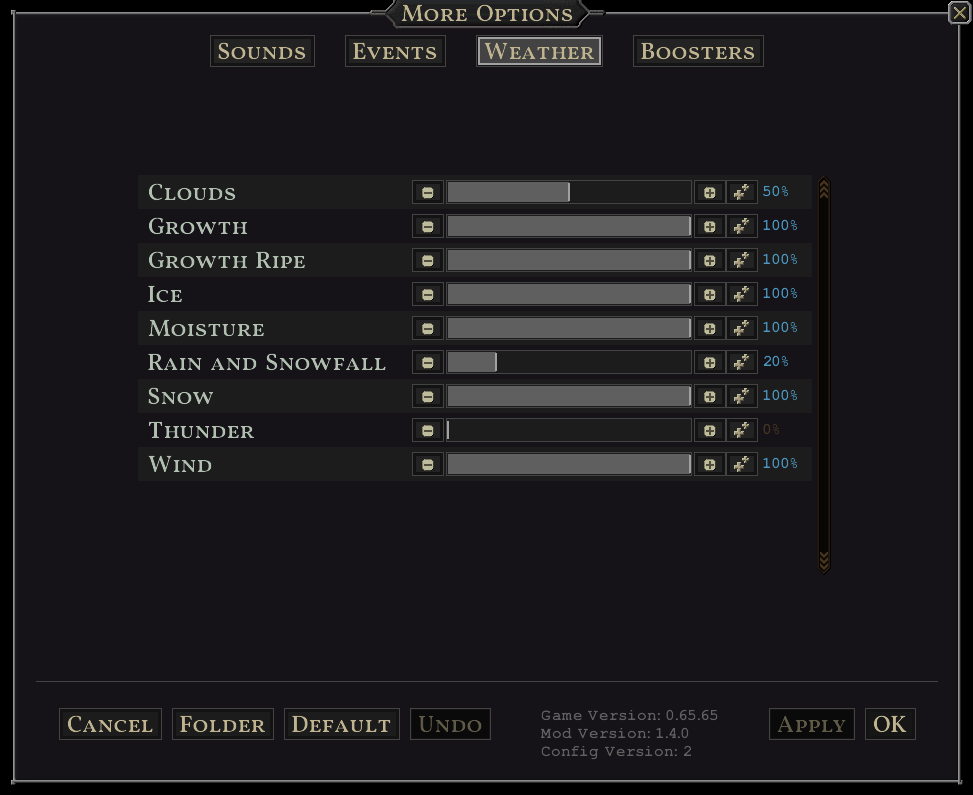 More Options
Sounds Events Weather Boosters
Clouds 50%
Growth 100%
Growth Ripe 100%
Ice 100%
Moisture 100%
Rain and Snowfall 20%
Snow 100%
Thunder 0%
Wind 100%
Cancel Folder Default Undo
Game Version: 0.65.65
Mod Version: 1.4.0
Config Version: 2
Apply OK